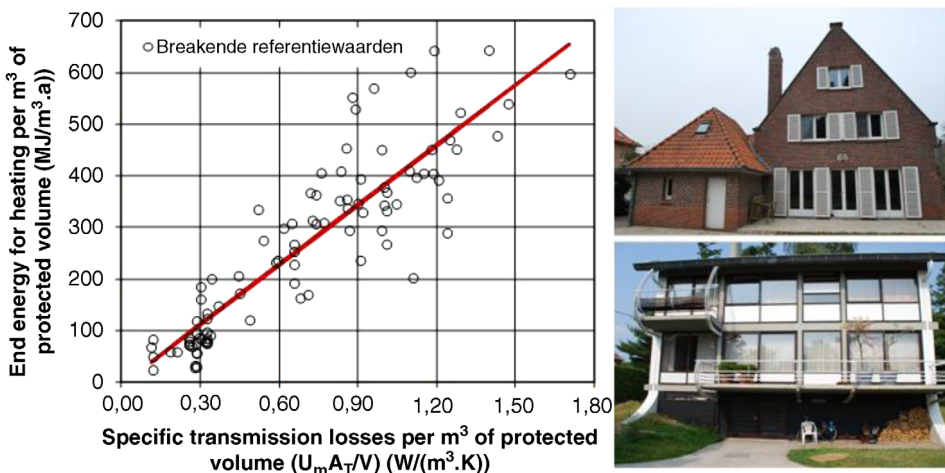 End energy for heating per m³ of
protected volume (MJ/m³.a))
700
600
500
400
300
200
100
0
Breakende referentiewaarden
0,00 0,30 0,60 0,90 1,20 1,50 1,80
Specific transmission losses per m³ of protected
volume (UₘA_T/V) (W/(m³.K))